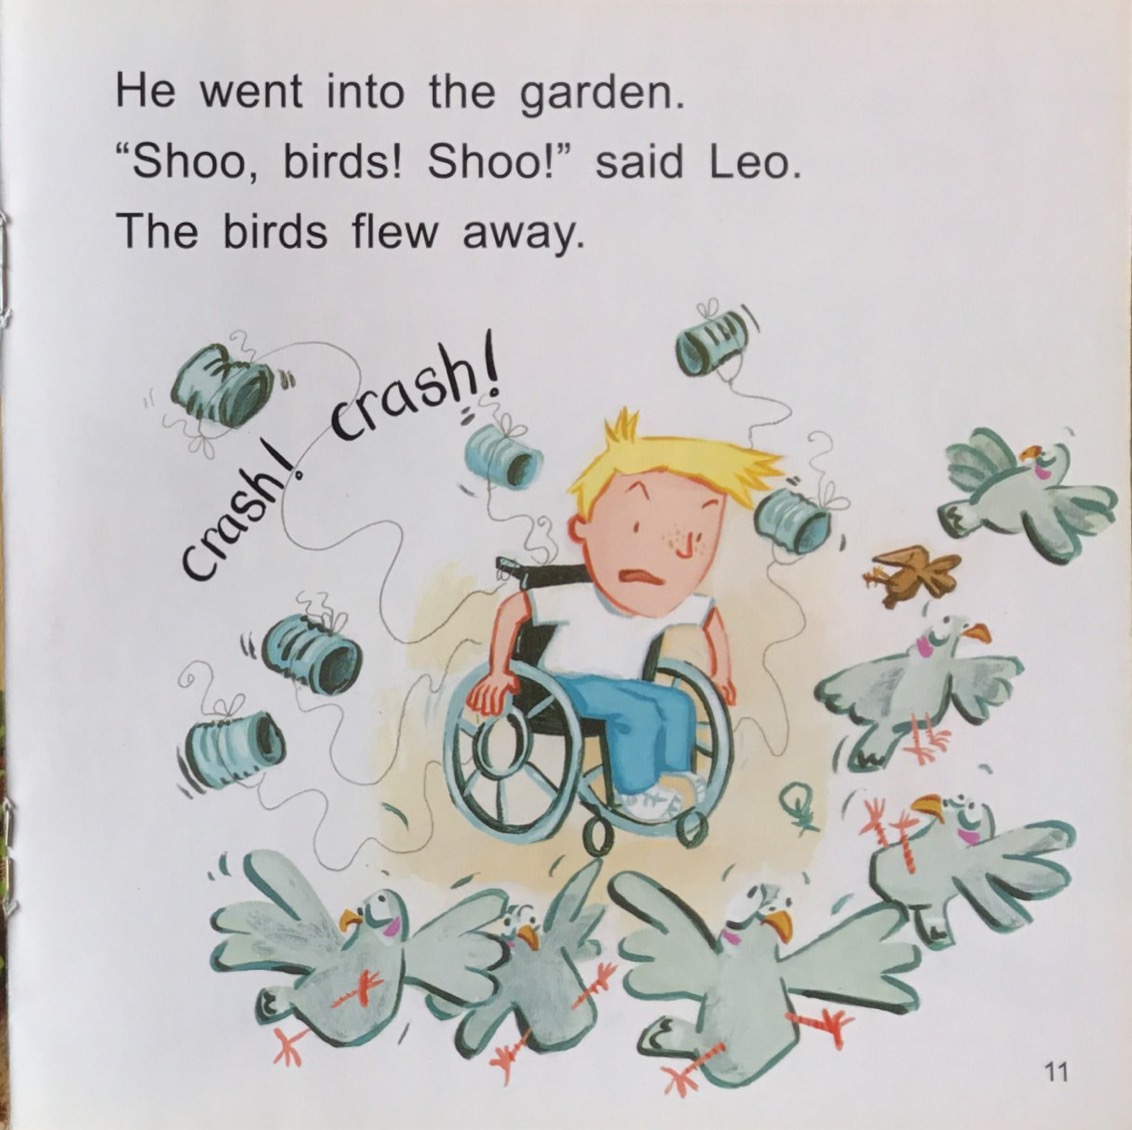 He went into the garden.
“Shoo, birds! Shoo!” said Leo.
The birds flew away.
crash! crash!
11